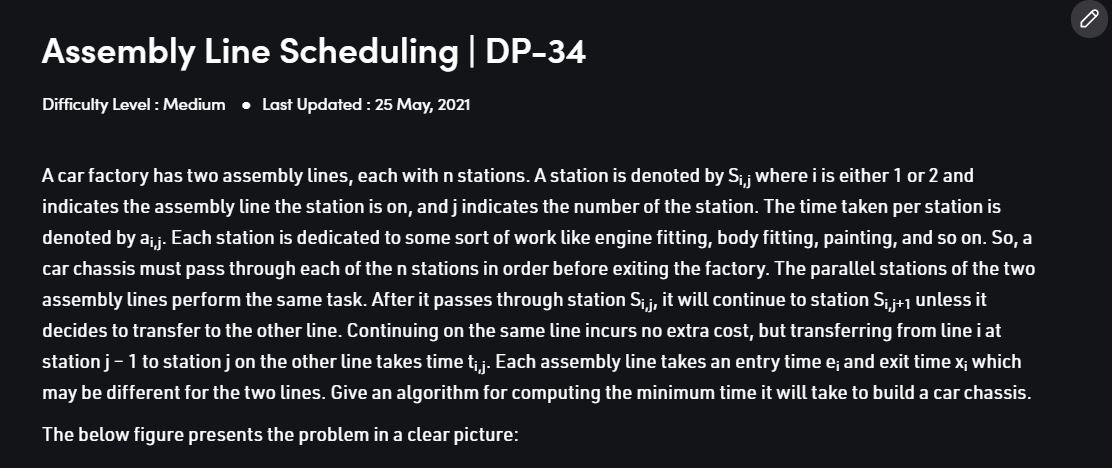 Assembly Line Scheduling | DP-34
Difficulty Level : Medium ● Last Updated : 25 May, 2021
A car factory has two assembly lines, each with n stations. A station is denoted by Si,j where i is either 1 or 2 and
indicates the assembly line the station is on, and j indicates the number of the station. The time taken per station is
denoted by ai,j. Each station is dedicated to some sort of work like engine fitting, body fitting, painting, and so on. So, a
car chassis must pass through each of the n stations in order before exiting the factory. The parallel stations of the two
assembly lines perform the same task. After it passes through station Si,j, it will continue to station Si,j+1 unless it
decides to transfer to the other line. Continuing on the same line incurs no extra cost, but transferring from line i at
station j – 1 to station j on the other line takes time ti,j. Each assembly line takes an entry time ei and exit time xi which
may be different for the two lines. Give an algorithm for computing the minimum time it will take to build a car chassis.
The below figure presents the problem in a clear picture: